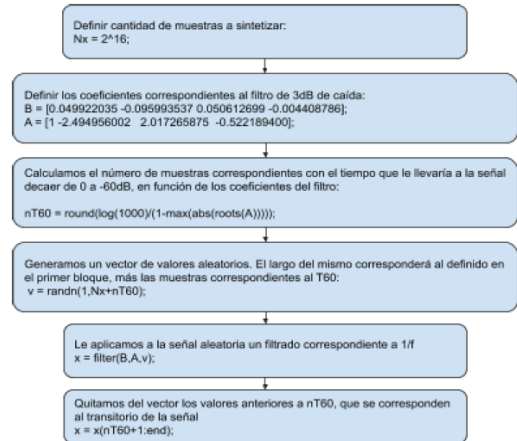 Definir cantidad de muestras a sintetizar:
Nx = 2^16;
Definir los coeficientes correspondientes al filtro de 3dB de caída:
B = [0.049922035 -0.095993537 0.050612699 -0.004408786];
A = [1 -2.494956002 2.017265875 -0.522189400];
Calculamos el número de muestras correspondientes con el tiempo que le llevaría a la señal
decaer de 0 a -60dB, en función de los coeficientes del filtro:
nT60 = round(log(1000)/(1-max(abs(roots(A)))));
Generamos un vector de valores aleatorios. El largo del mismo corresponderá al definido en
el primer bloque, más las muestras correspondientes al T60:
v = randn(1,Nx+nT60);
Le aplicamos a la señal aleatoria un filtrado correspondiente a 1/f
x = filter(B,A,v);
Quitamos del vector los valores anteriores a nT60, que se corresponden
al transitorio de la señal
x = x(nT60+1:end);